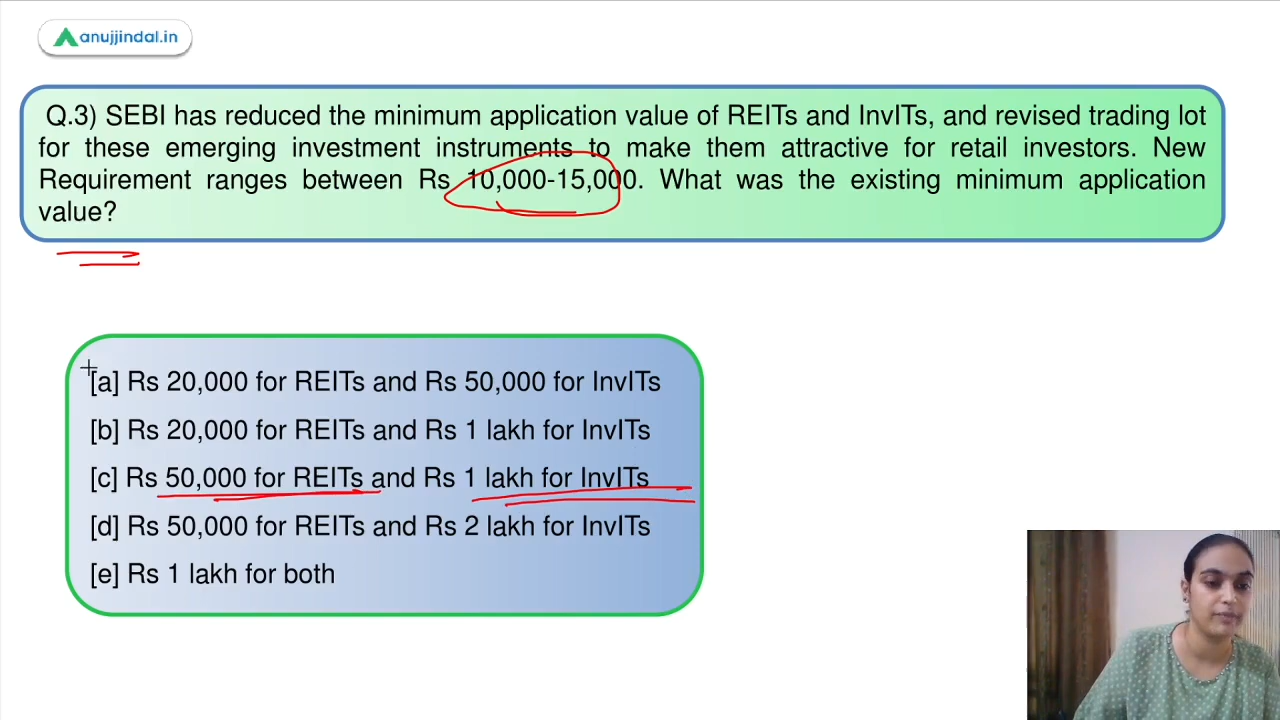 anujjindal.in
Q.3) SEBI has reduced the minimum application value of REITs and InvITs, and revised trading lot
for these emerging investment instruments to make them attractive for retail investors. New
Requirement ranges between Rs 10,000-15,000. What was the existing minimum application
value?
[a] Rs 20,000 for REITs and Rs 50,000 for InvITs
[b] Rs 20,000 for REITs and Rs 1 lakh for InvITs
[c] Rs 50,000 for REITs and Rs 1 lakh for InvITs
[d] Rs 50,000 for REITs and Rs 2 lakh for InvITs
[e] Rs 1 lakh for both